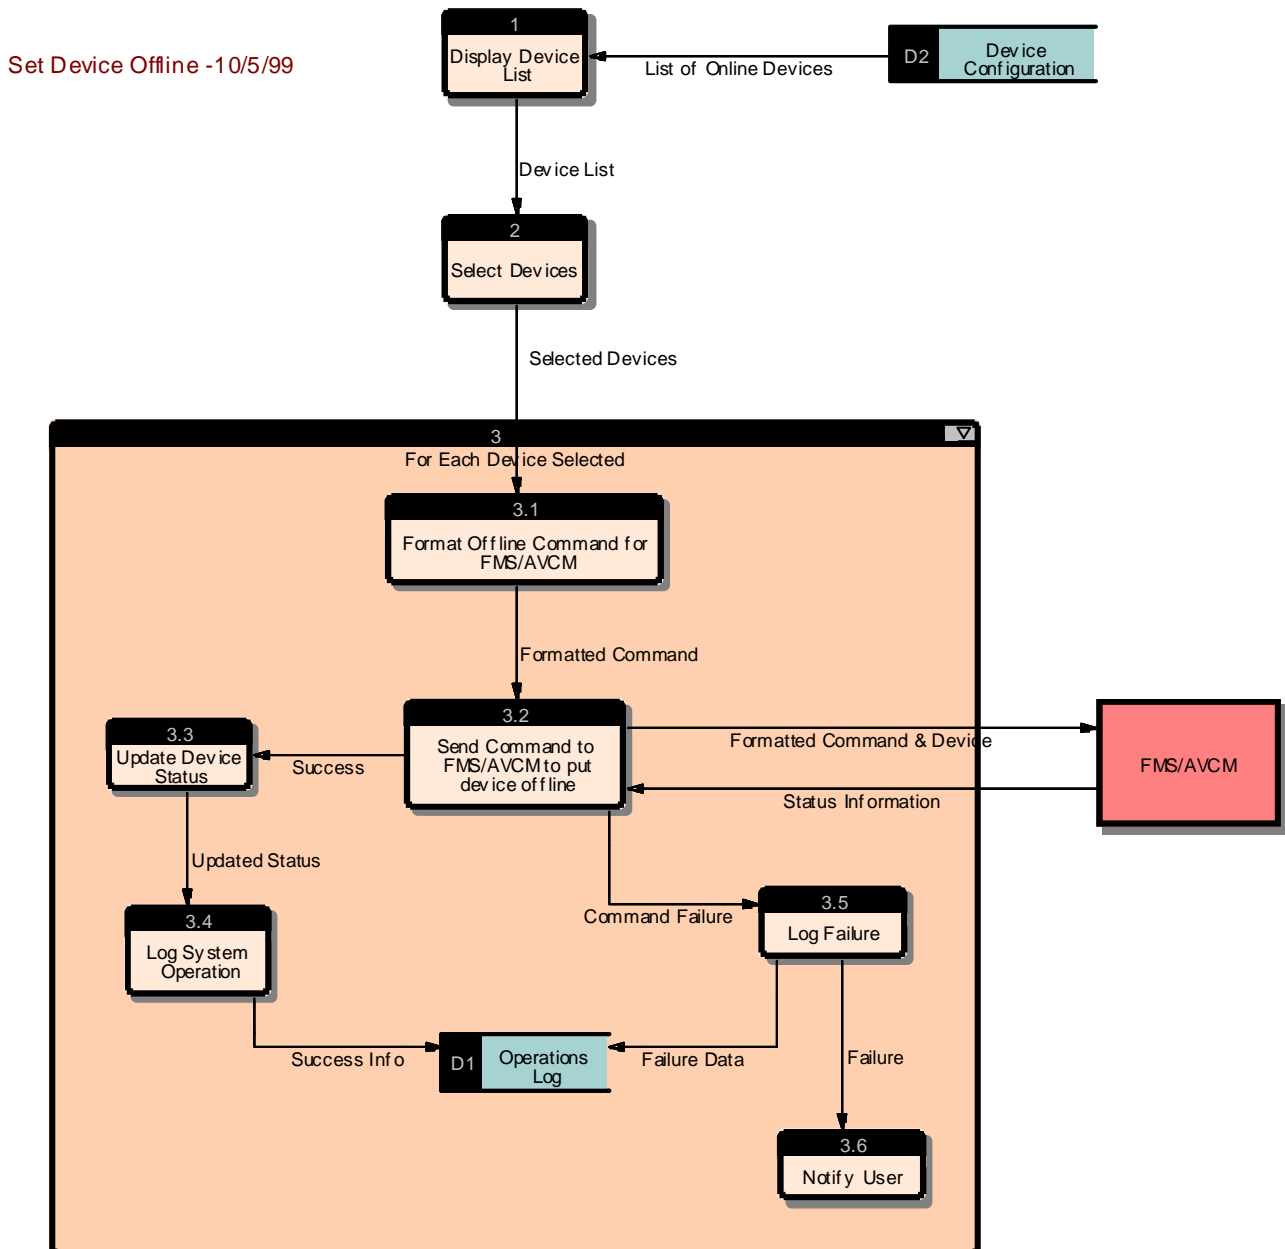 Set Device Offline -10/5/99
1
Display Device
List
List of Online Devices
D2
Device
Configuration
Device List
2
Select Devices
Selected Devices
3
For Each Device Selected
3.1
Format Offline Command for
FMS/AVCM
Formatted Command
3.2
Send Command to
FMS/AVCM to put
device offline
3.3
Update Device
Status
Success
Formatted Command & Device
Status Information
FMS/AVCM
Updated Status
3.4
Log System
Operation
Command Failure
3.5
Log Failure
Success Info
D1
Operations
Log
Failure Data
Failure
3.6
Notify User